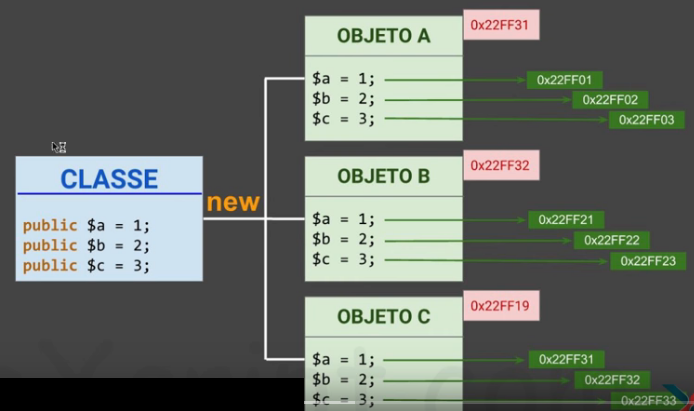 CLASSE
public $a = 1;
public $b = 2;
public $c = 3;
new
OBJETO A
0x22FF31
$a = 1;
0x22FF01
$b = 2;
0x22FF02
$c = 3;
0x22FF03
OBJETO B
0x22FF32
$a = 1;
0x22FF21
$b = 2;
0x22FF22
$c = 3;
0x22FF23
OBJETO C
0x22FF19
$a = 1;
0x22FF31
$b = 2;
0x22FF32
$c = 3;
0x22FF33